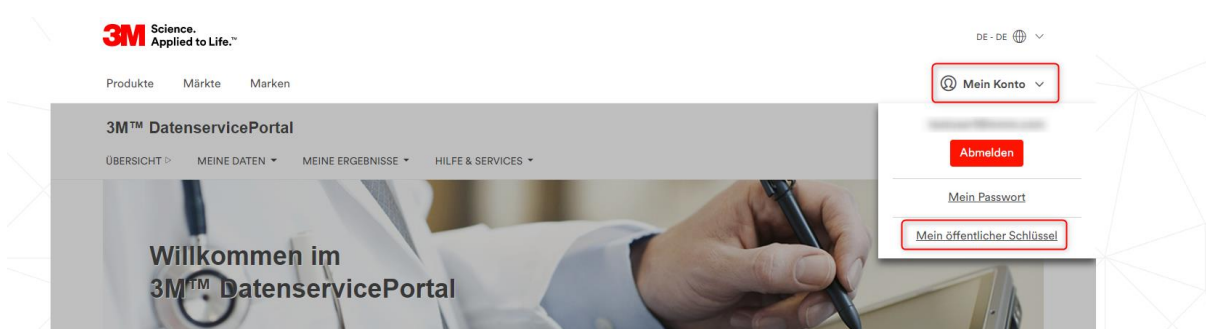 3M Science.
Applied to Life.™
DE - DE
Produkte Märkte Marken
Mein Konto
3M™ DatenservicePortal
ÜBERSICHT MEINE DATEN MEINE ERGEBNISSE HILFE & SERVICES
Abmelden
Mein Passwort
Mein öffentlicher Schlüssel
Willkommen im
3M™ DatenservicePortal